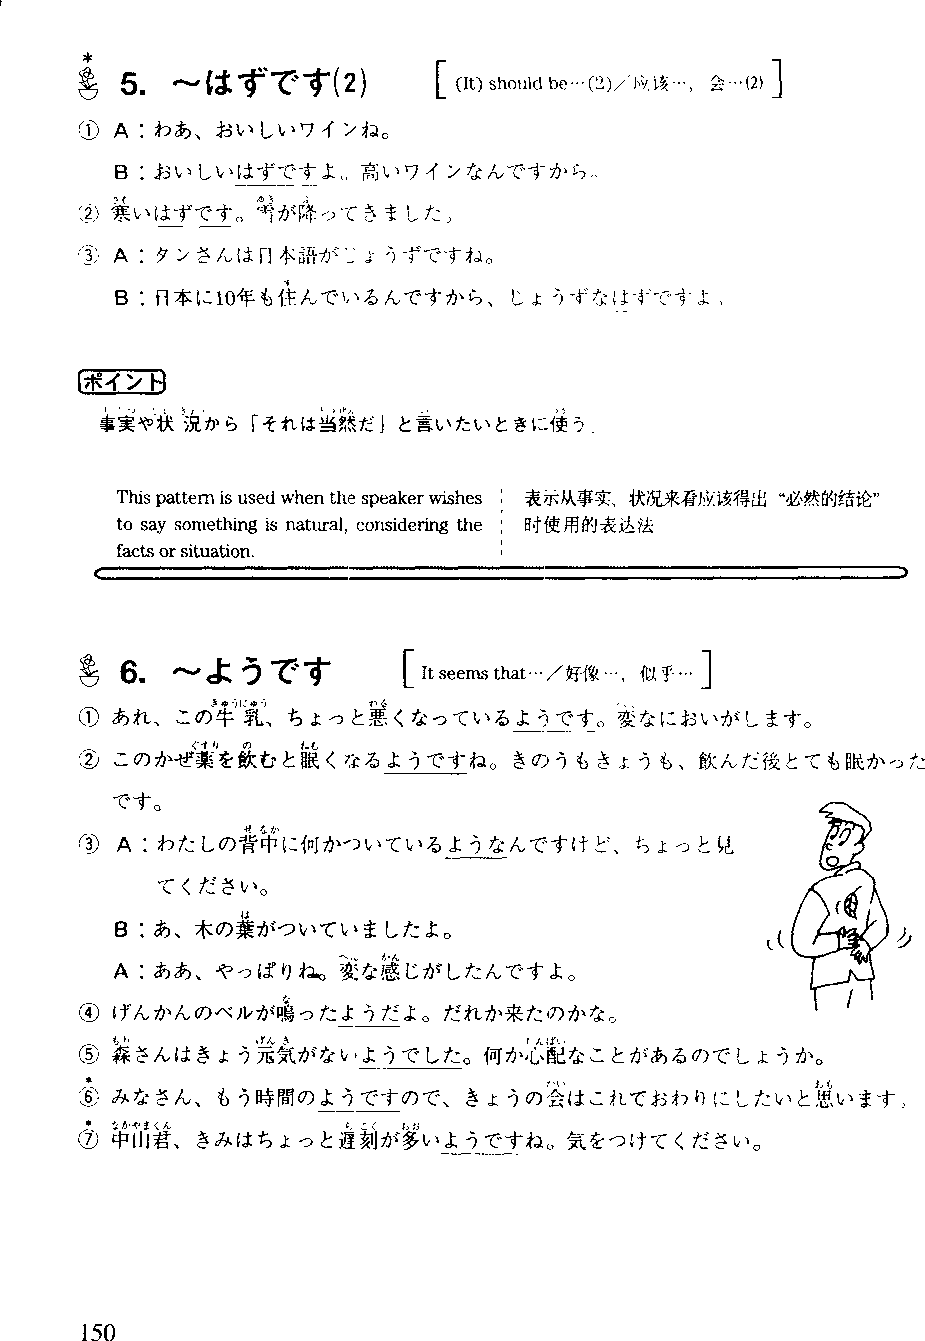 *
5. 〜はずです(2) [(It) should be…(2)／应该…，会…(2)]
① A：わあ、おいしいワインね。
B：おいしいはずですよ。高いワインなんですから。
② 寒いはずです。雪が降ってきました。
③ A：タンさんは日本語がじょうずですね。
B：日本に10年も住んでいるんですから、じょうずなはずですよ。
ポイント
事実や状況から「それは当然だ」と言いたいときに使う。
This pattern is used when the speaker wishes
to say something is natural, considering the
facts or situation.
表示从事实、状况来看应该得出 “必然的结论”
时使用的表达法
6. 〜ようです [It seems that…／好像…，似乎…]
① あれ、この牛乳、ちょっと悪くなっているようです。変なにおいがします。
② このかぜ薬を飲むと眠くなるようですね。きのうもきょうも、飲んだ後とても眠かった
です。
③ A：わたしの背中に何かついているようなんですけど、ちょっと見
てください。
B：あ、木の葉がついていましたよ。
A：ああ、やっぱりね。変な感じがしたんですよ。
④ げんかんのベルが鳴ったようだよ。だれか来たのかな。
⑤ 森さんはきょう元気がないようでした。何か心配なことがあるのでしょうか。
*⑥ みなさん、もう時間のようですので、きょうの会はこれでおわりにしたいと思います。
*⑦ 中山君、きみはちょっと遅刻が多いようですね。気をつけてください。
150